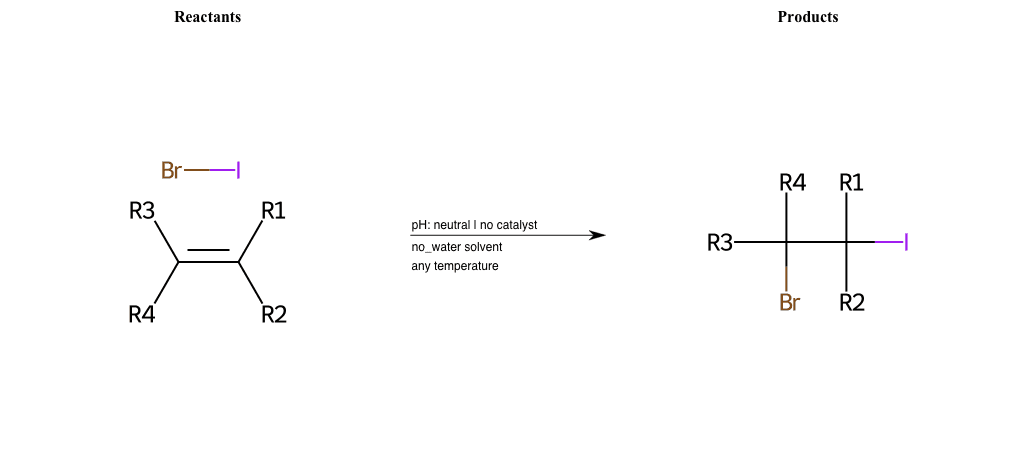 Reactants
Products
Br I
R3 R1
R4 R2
pH: neutral | no catalyst
no_water solvent
any temperature
R4 R1
R3 I
Br R2